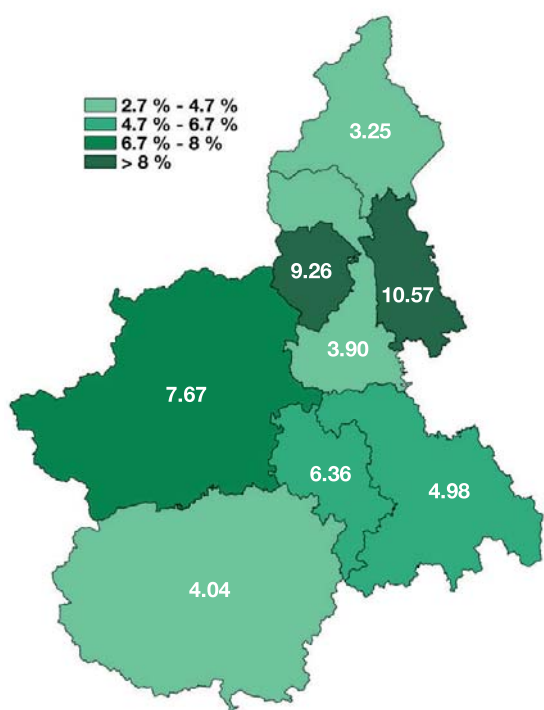 2.7 % - 4.7 %
4.7 % - 6.7 %
6.7 % - 8 %
> 8 %
3.25
9.26
10.57
3.90
7.67
6.36
4.98
4.04